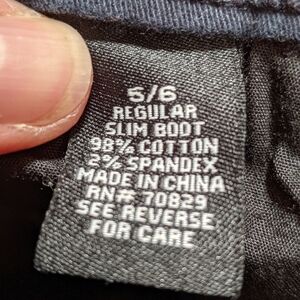 5/6
REGULAR
SLIM BOOT
98% COTTON
2% SPANDEX
MADE IN CHINA
RN# 70829
SEE REVERSE
FOR CARE